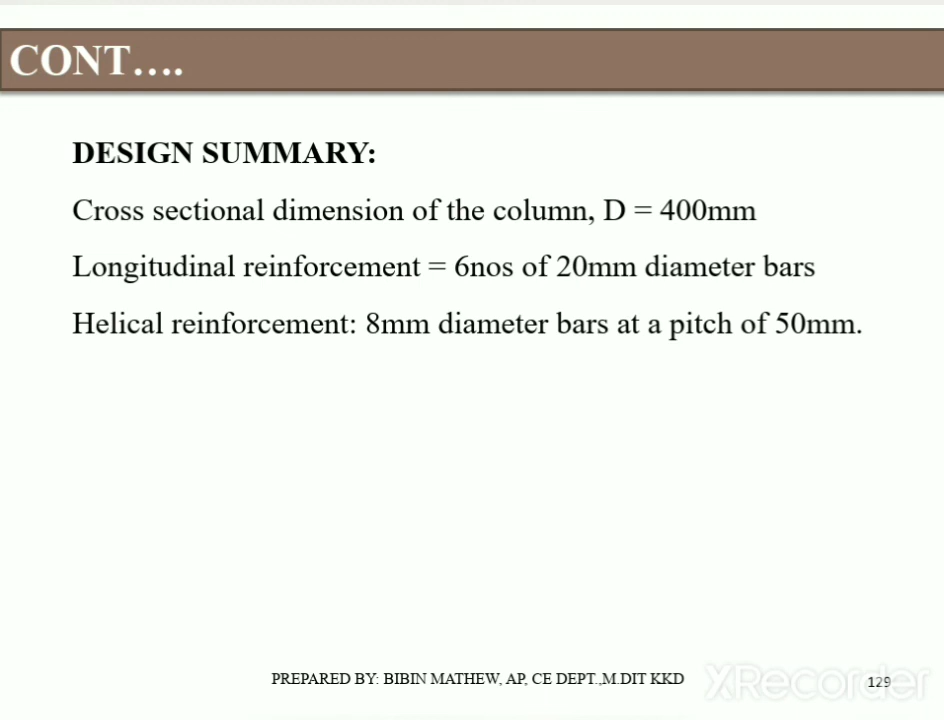 CONT….
DESIGN SUMMARY:
Cross sectional dimension of the column, D = 400mm
Longitudinal reinforcement = 6nos of 20mm diameter bars
Helical reinforcement: 8mm diameter bars at a pitch of 50mm.
PREPARED BY: BIBIN MATHEW, AP, CE DEPT.,M.DIT KKD
XRecorder
129